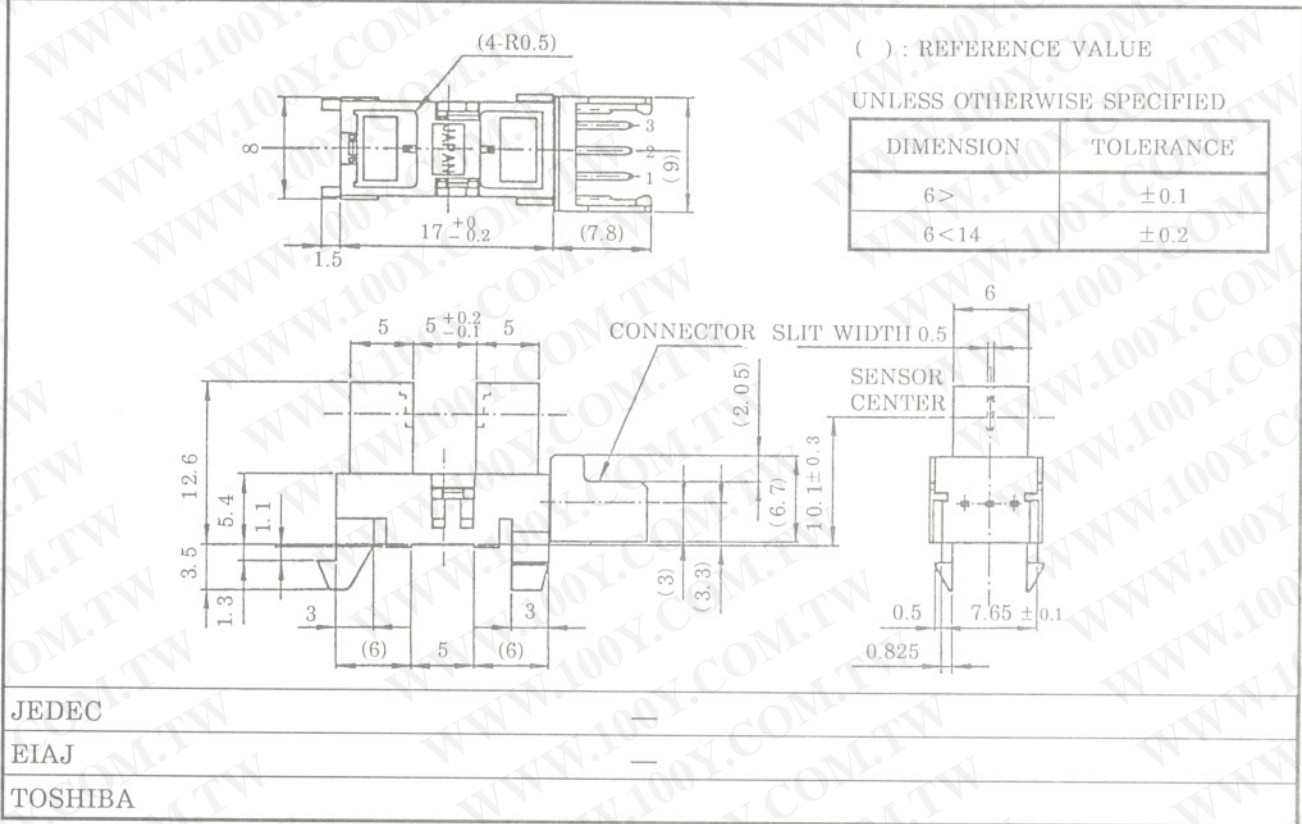 (4-R0.5)
( ) : REFERENCE VALUE
UNLESS OTHERWISE SPECIFIED
DIMENSION TOLERANCE
6> ±0.1
6<14 ±0.2
8
JAPAN
3
2
1
(9)
17 +0 -0.2
(7.8)
1.5
5
5 +0.2 -0.1
5
CONNECTOR
SLIT WIDTH 0.5
6
SENSOR
CENTER
(2.05)
12.6
5.4
1.1
3.5
1.3
(6.7)
10.1±0.3
(3)
(3.3)
3
3
(6)
5
(6)
0.5
7.65 ±0.1
0.825
JEDEC —
EIAJ —
TOSHIBA
WWW.100Y.COM.TW